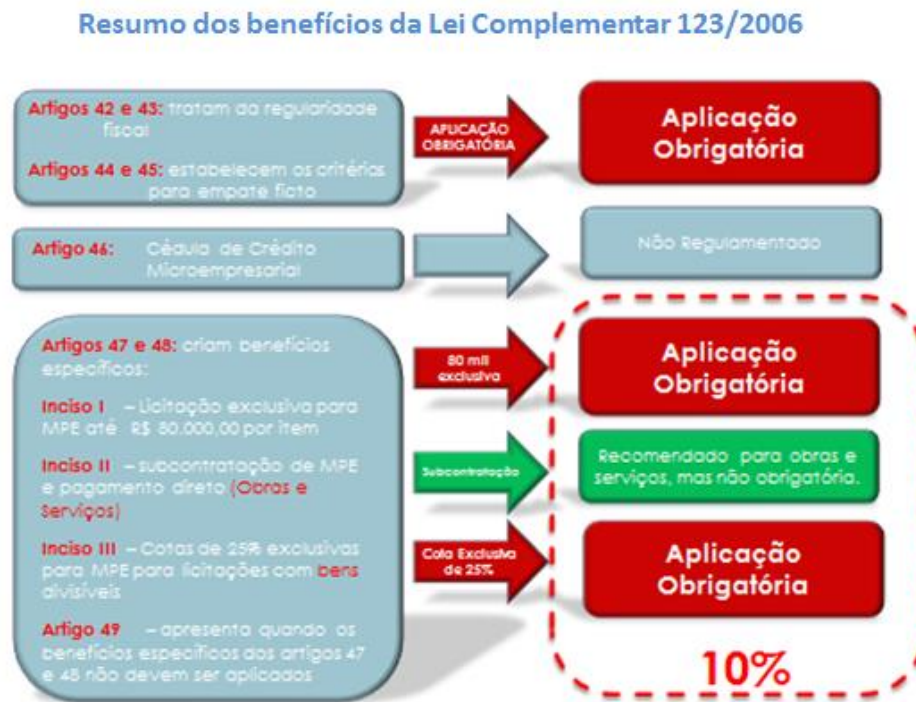 Resumo dos benefícios da Lei Complementar 123/2006
Artigos 42 e 43: tratam da regularidade
fiscal
Artigos 44 e 45: estabelecem os critérios
para empate ficto
APLICAÇÃO
OBRIGATÓRIA
Aplicação
Obrigatória
Artigo 46: Cédula de Crédito
Microempresarial
Não Regulamentado
Artigos 47 e 48: criam benefícios
específicos:
Inciso I – Licitação exclusiva para
MPE até R$ 80.000,00 por item
Inciso II – subcontratação de MPE
e pagamento direto (Obras e
Serviços)
Inciso III – Cotas de 25% exclusivas
para MPE para licitações com bens
divisíveis
Artigo 49 – apresenta quando os
benefícios específicos dos artigos 47
e 48 não devem ser aplicados
80 mil
exclusiva
Aplicação
Obrigatória
Subcontratação
Recomendado para obras e
serviços, mas não obrigatória.
Cota Exclusiva
de 25%
Aplicação
Obrigatória
10%